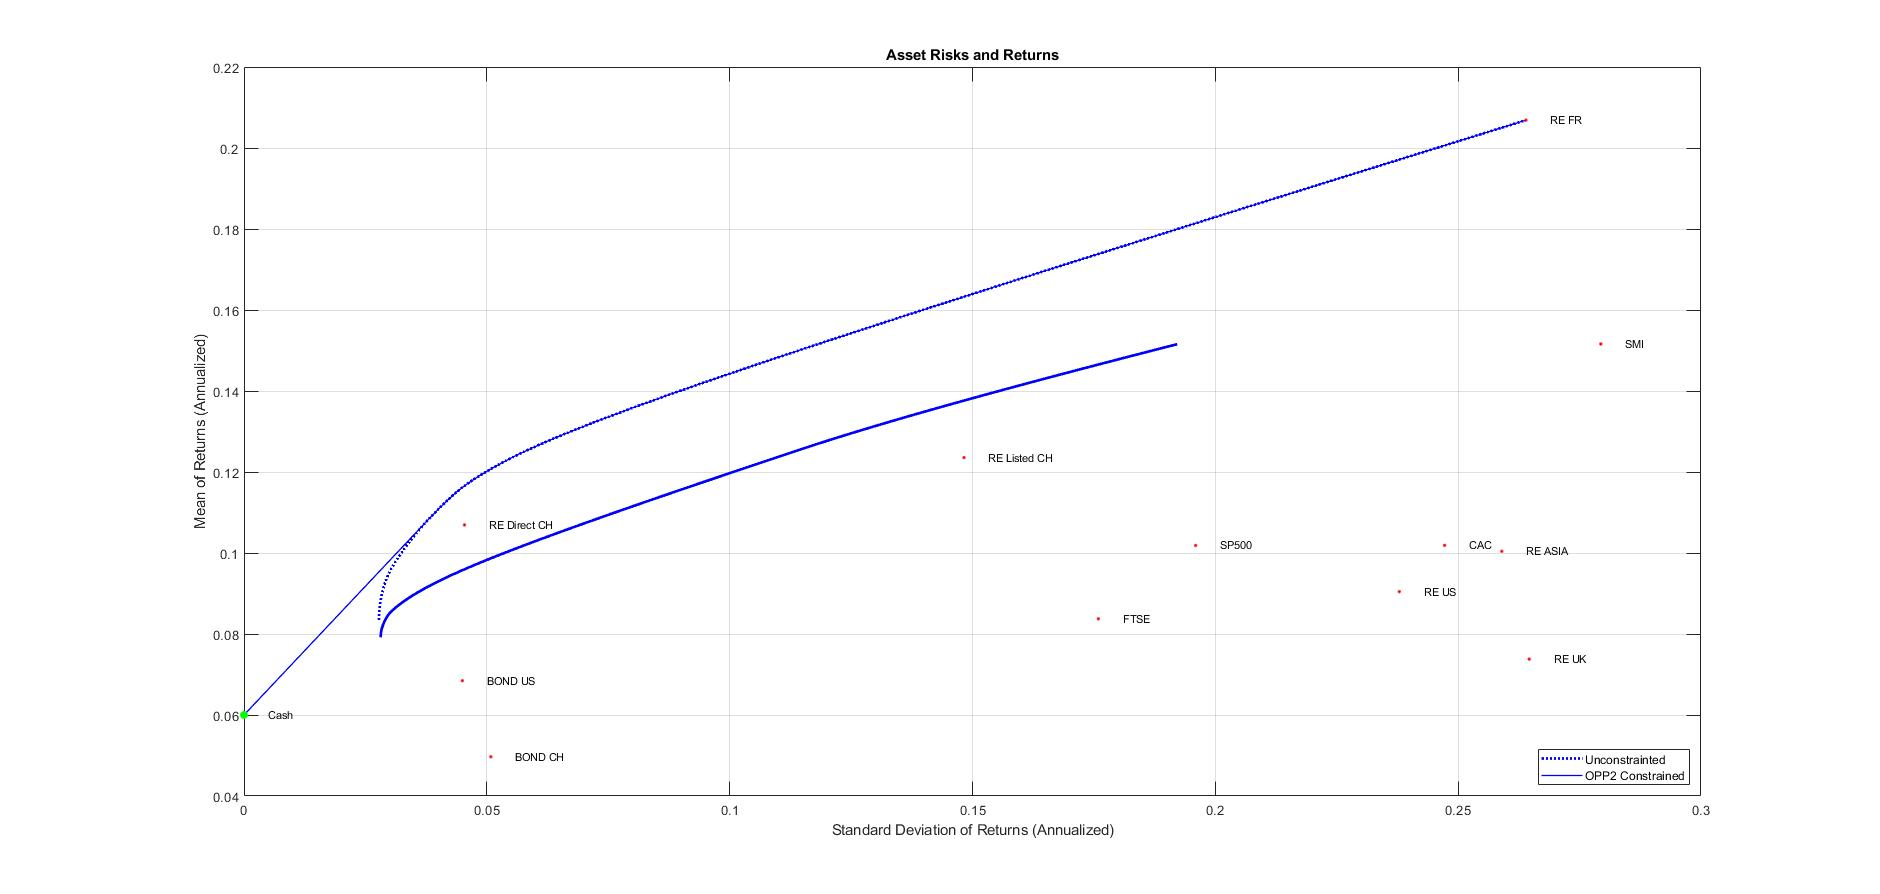 Asset Risks and Returns
0.22
RE FR
0.2
0.18
0.16
SMI
0.14
Mean of Returns (Annualized)
RE Listed CH
0.12
RE Direct CH
SP500
CAC
RE ASIA
0.1
RE US
FTSE
0.08
RE UK
BOND US
0.06
Cash
BOND CH
Unconstrainted
OPP2 Constrained
0.04
0
0.05
0.1
0.15
0.2
0.25
0.3
Standard Deviation of Returns (Annualized)